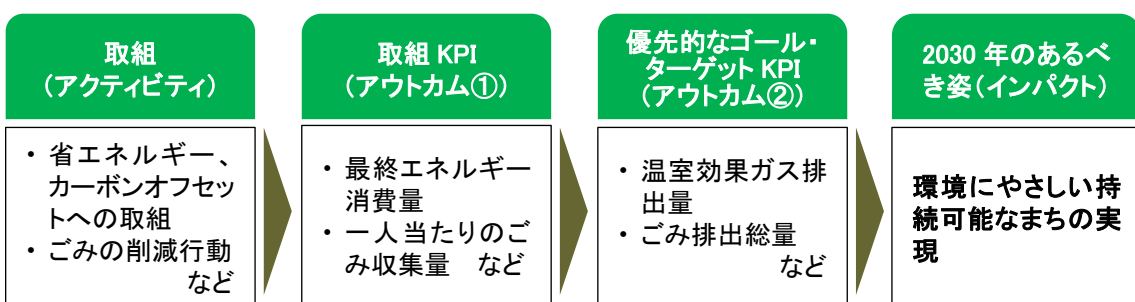 取組
（アクティビティ）
・ 省エネルギー、
カーボンオフセッ
トへの取組
・ ごみの削減行動
など
取組 KPI
（アウトカム①）
・ 最終エネルギー
消費量
・ 一人当たりのご
み収集量　など
優先的なゴール・
ターゲット KPI
（アウトカム②）
・ 温室効果ガス排
出量
・ ごみ排出総量
など
2030 年のあるべ
き姿（インパクト）
環境にやさしい持
続可能なまちの実
現